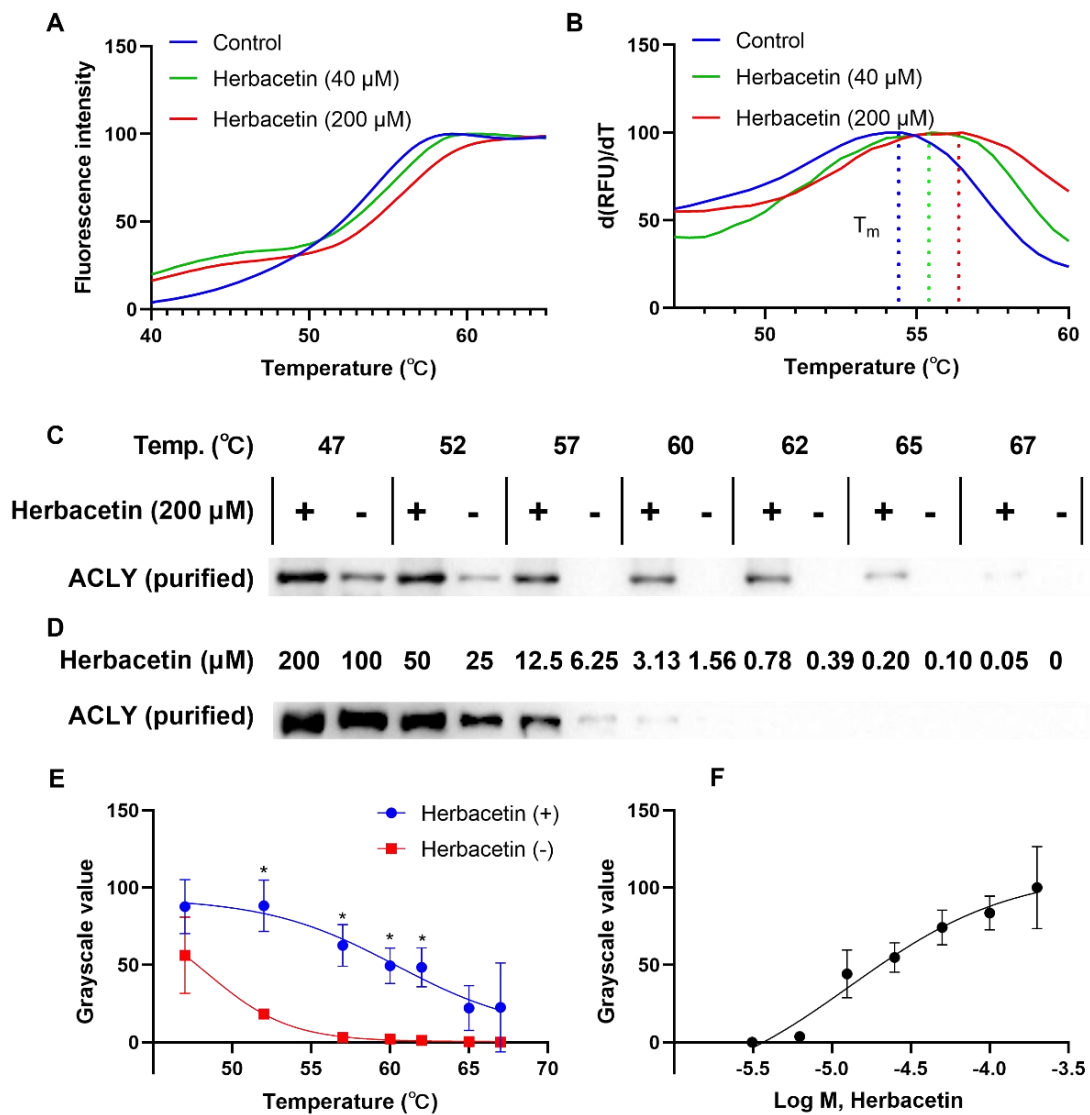 A
Control
Herbacetin (40 μM)
Herbacetin (200 μM)
150
100
50
0
Fluorescence intensity
40
50
60
Temperature (℃)
B
Control
Herbacetin (40 μM)
Herbacetin (200 μM)
150
100
50
0
d(RFU)/dT
Tm
50
55
60
Temperature (℃)
C
Temp. (℃) 47 52 57 60 62 65 67
Herbacetin (200 μM) + - + - + - + - + - + - + -
ACLY (purified)
D
Herbacetin (μM) 200 100 50 25 12.5 6.25 3.13 1.56 0.78 0.39 0.20 0.10 0.05 0
ACLY (purified)
E
Herbacetin (+)
Herbacetin (-)
150
100
50
0
Grayscale value
* * * *
50
55
60
65
70
Temperature (℃)
F
150
100
50
0
Grayscale value
-5.5
-5.0
-4.5
-4.0
-3.5
Log M, Herbacetin